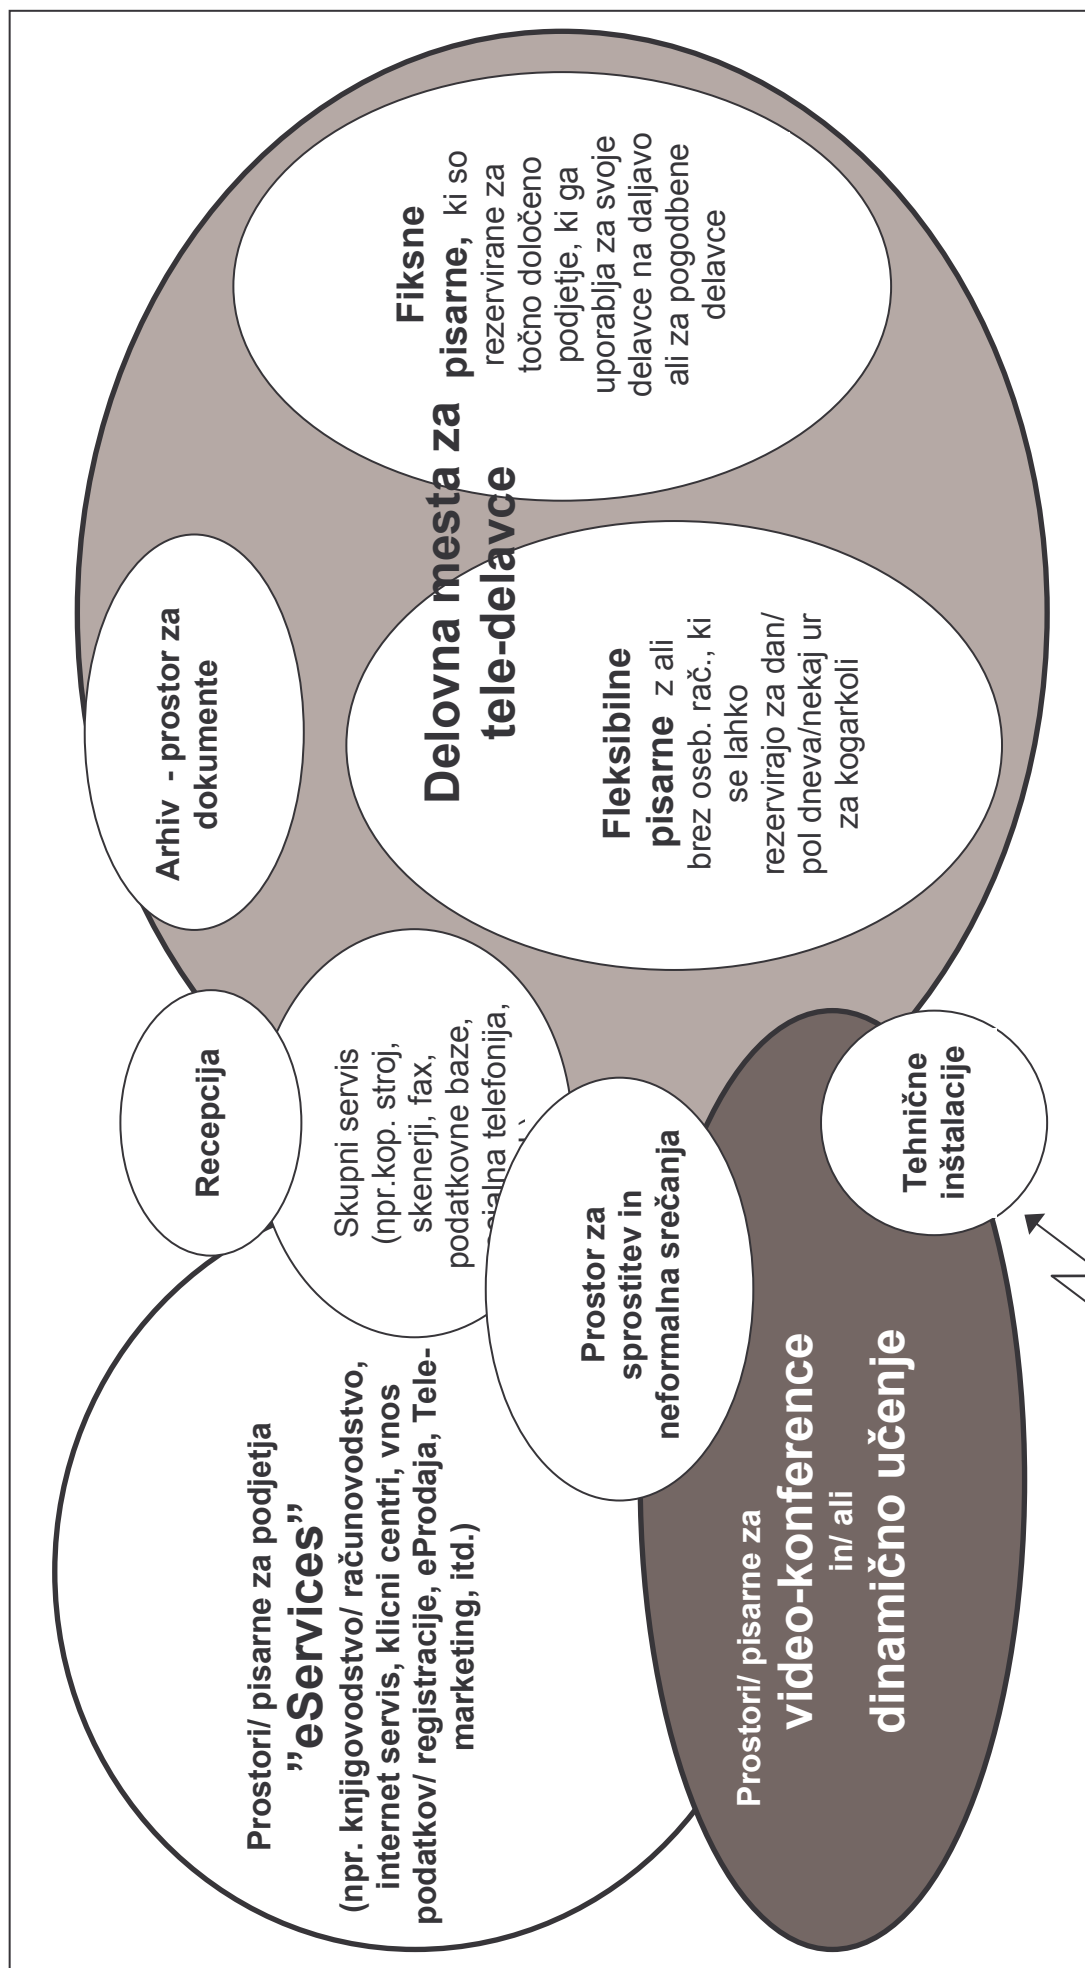 Prostori/ pisarne za podjetja
”eServices”
(npr. knjigovodstvo/ računovodstvo,
internet servis, klicni centri, vnos
podatkov/ registracije, eProdaja, Tele-
marketing, itd.)
Recepcija
Skupni servis
(npr.kop. stroj,
skenerji, fax,
podatkovne baze,
telefonija,
Arhiv - prostor za
dokumente
Delovna mesta za
tele-delavce
Fiksne
pisarne, ki so
rezervirane za
točno določeno
podjetje, ki ga
uporablja za svoje
delavce na daljavo
ali za pogodbene
delavce
Fleksibilne
pisarne z ali
brez oseb. rač., ki
se lahko
rezervirajo za dan/
pol dneva/nekaj ur
za kogarkoli
Prostor za
sprostitev in
neformalna srečanja
Prostori/ pisarne za
video-konference
in/ ali
dinamično učenje
Tehnične
inštalacije